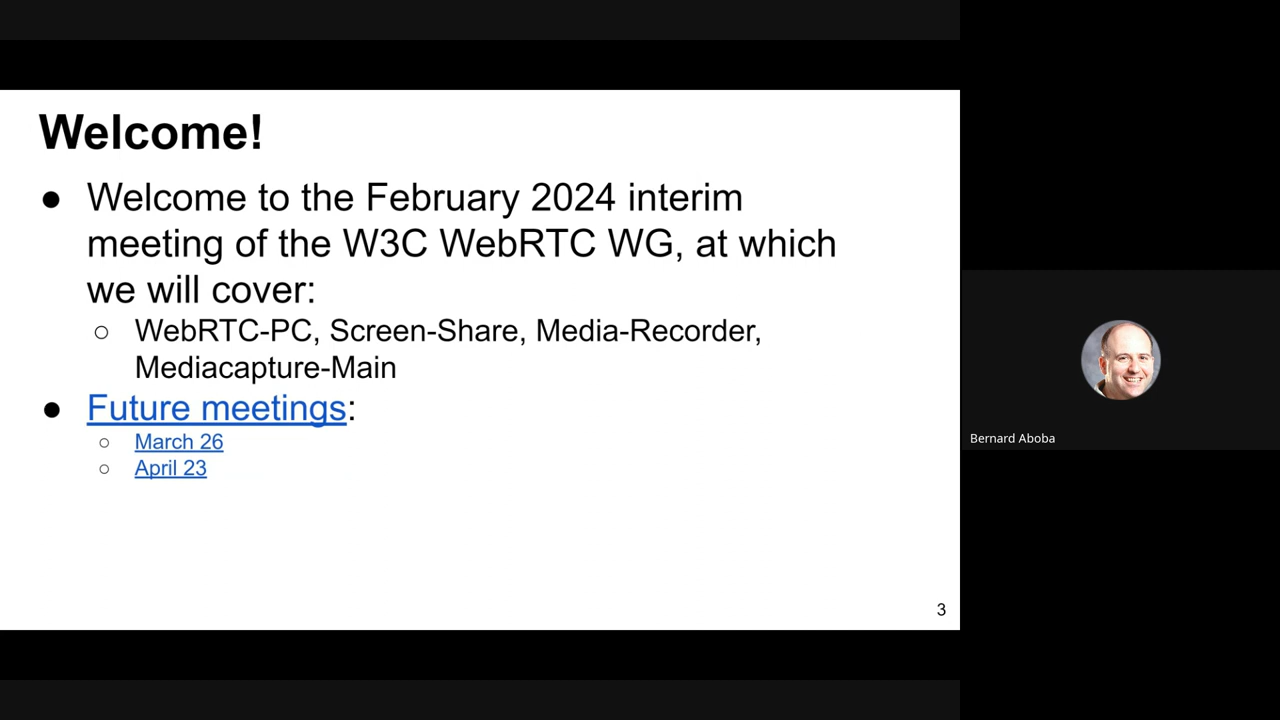 Welcome!
● Welcome to the February 2024 interim
meeting of the W3C WebRTC WG, at which
we will cover:
○ WebRTC-PC, Screen-Share, Media-Recorder,
Mediacapture-Main
● Future meetings:
○ March 26
○ April 23
3
Bernard Aboba